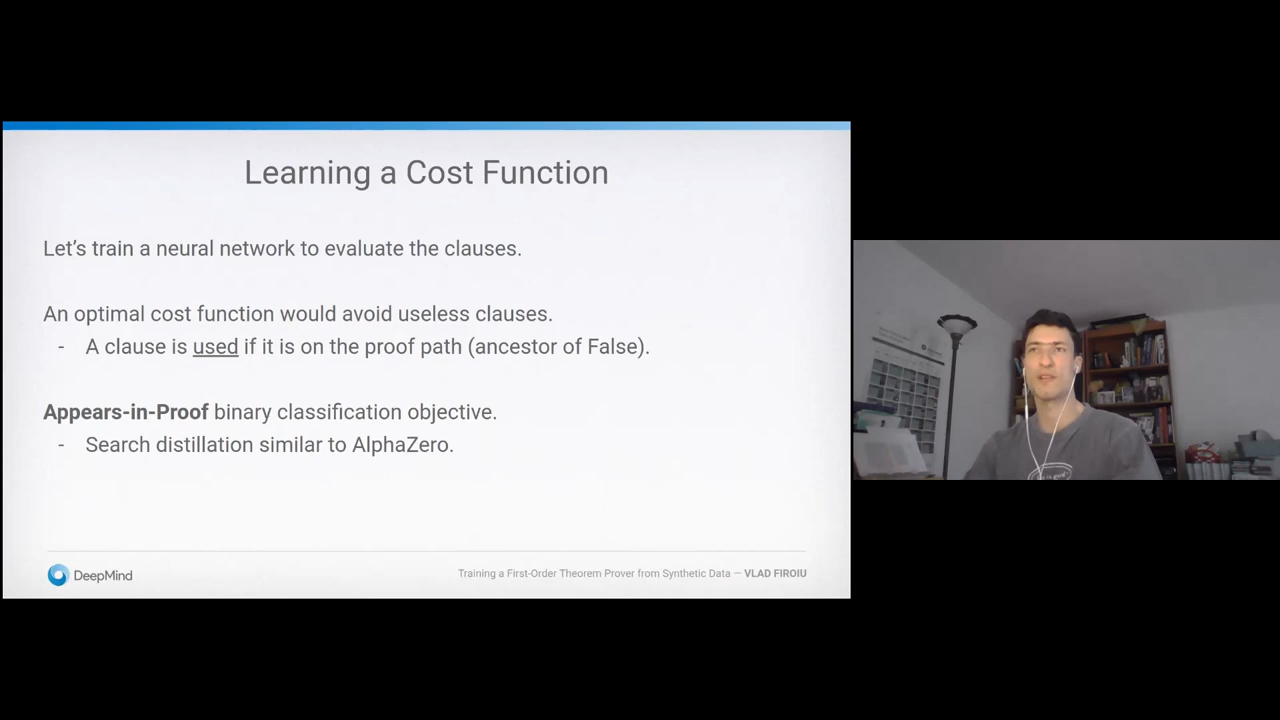 Learning a Cost Function
Let’s train a neural network to evaluate the clauses.
An optimal cost function would avoid useless clauses.
- A clause is used if it is on the proof path (ancestor of False).
Appears-in-Proof binary classification objective.
- Search distillation similar to AlphaZero.
DeepMind
Training a First-Order Theorem Prover from Synthetic Data — VLAD FIROIU